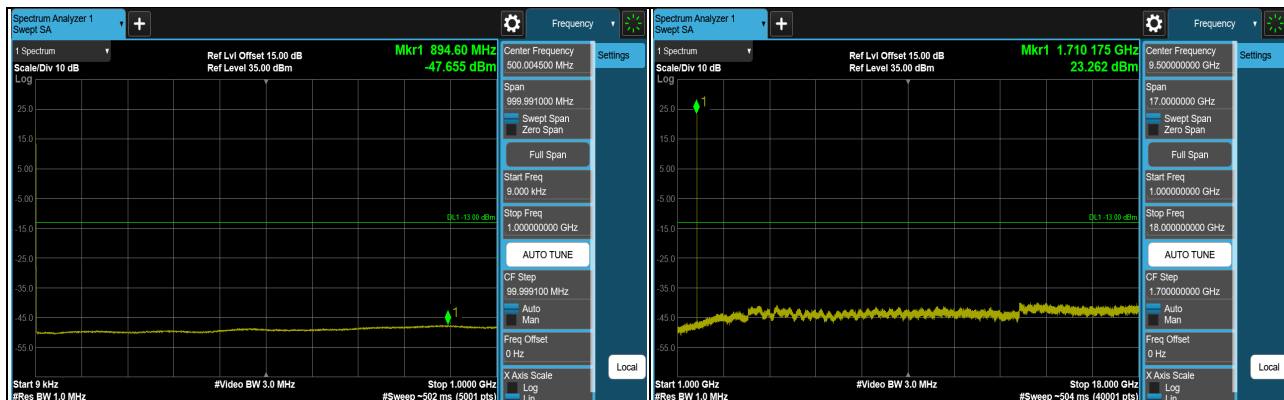 Spectrum Analyzer 1
Swept SA
+
Frequency
1 Spectrum
Scale/Div 10 dB
Log
Ref Lvl Offset 15.00 dB
Ref Level 35.00 dBm
Mkr1 894.60 MHz
-47.655 dBm
25.0
15.0
5.00
-5.00
-15.0
-25.0
-35.0
-45.0
-55.0
DL1 -13.00 dBm
1
Start 9 kHz
#Res BW 1.0 MHz
#Video BW 3.0 MHz
Stop 1.0000 GHz
#Sweep ~502 ms (5001 pts)
Center Frequency
500.004500 MHz
Span
999.991000 MHz
Swept Span
Zero Span
Full Span
Start Freq
9.000 kHz
Stop Freq
1.000000000 GHz
AUTO TUNE
CF Step
99.999100 MHz
Auto
Man
Freq Offset
0 Hz
X Axis Scale
Log
Lin
Settings
Local
Spectrum Analyzer 1
Swept SA
+
Frequency
1 Spectrum
Scale/Div 10 dB
Log
Ref Lvl Offset 15.00 dB
Ref Level 35.00 dBm
Mkr1 1.710 175 GHz
23.262 dBm
25.0
15.0
5.00
-5.00
-15.0
-25.0
-35.0
-45.0
-55.0
DL1 -13.00 dBm
1
Start 1.000 GHz
#Res BW 1.0 MHz
#Video BW 3.0 MHz
Stop 18.000 GHz
#Sweep ~504 ms (40001 pts)
Center Frequency
9.500000000 GHz
Span
17.0000000 GHz
Swept Span
Zero Span
Full Span
Start Freq
1.000000000 GHz
Stop Freq
18.000000000 GHz
AUTO TUNE
CF Step
1.700000000 GHz
Auto
Man
Freq Offset
0 Hz
X Axis Scale
Log
Lin
Settings
Local